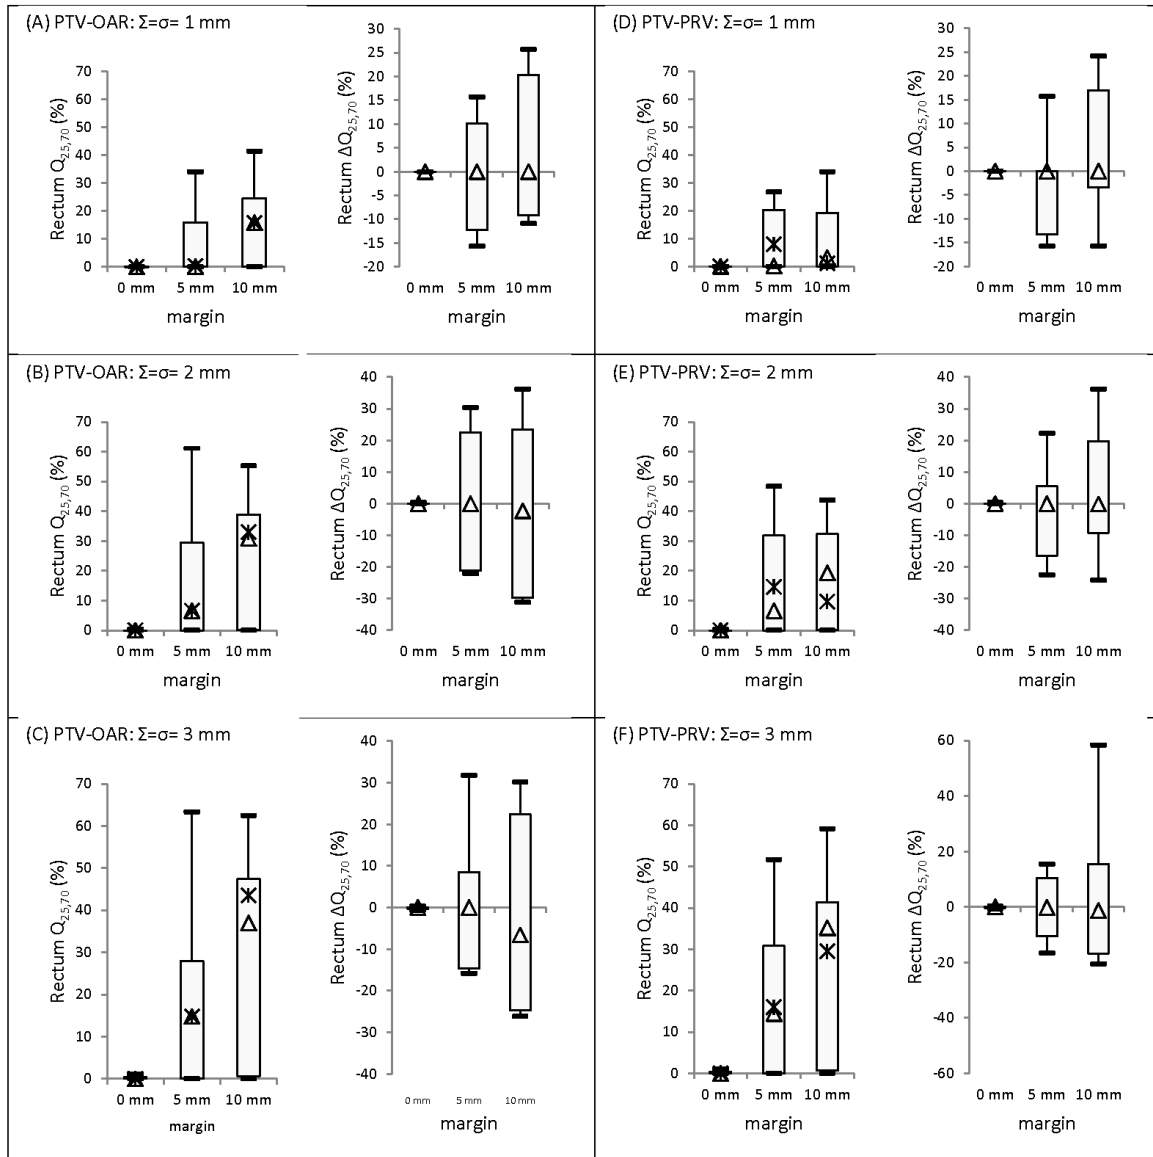 (A) PTV-OAR: Σ=σ= 1 mm
Rectum Q25,70 (%)
70
60
50
40
30
20
10
0
0 mm 5 mm 10 mm
margin
Rectum ΔQ25,70 (%)
30
25
20
15
10
5
0
-5
-10
-15
-20
0 mm 5 mm 10 mm
margin
(D) PTV-PRV: Σ=σ= 1 mm
Rectum Q25,70 (%)
70
60
50
40
30
20
10
0
0 mm 5 mm 10 mm
margin
Rectum ΔQ25,70 (%)
30
25
20
15
10
5
0
-5
-10
-15
-20
0 mm 5 mm 10 mm
margin
(B) PTV-OAR: Σ=σ= 2 mm
Rectum Q25,70 (%)
70
60
50
40
30
20
10
0
0 mm 5 mm 10 mm
margin
Rectum ΔQ25,70 (%)
40
30
20
10
0
-10
-20
-30
-40
0 mm 5 mm 10 mm
margin
(E) PTV-PRV: Σ=σ= 2 mm
Rectum Q25,70 (%)
70
60
50
40
30
20
10
0
0 mm 5 mm 10 mm
margin
Rectum ΔQ25,70 (%)
40
30
20
10
0
-10
-20
-30
-40
0 mm 5 mm 10 mm
margin
(C) PTV-OAR: Σ=σ= 3 mm
Rectum Q25,70 (%)
70
60
50
40
30
20
10
0
0 mm 5 mm 10 mm
margin
Rectum ΔQ25,70 (%)
40
30
20
10
0
-10
-20
-30
-40
0 mm 5 mm 10 mm
margin
(F) PTV-PRV: Σ=σ= 3 mm
Rectum Q25,70 (%)
70
60
50
40
30
20
10
0
0 mm 5 mm 10 mm
margin
Rectum ΔQ25,70 (%)
60
40
20
0
-20
-40
-60
0 mm 5 mm 10 mm
margin